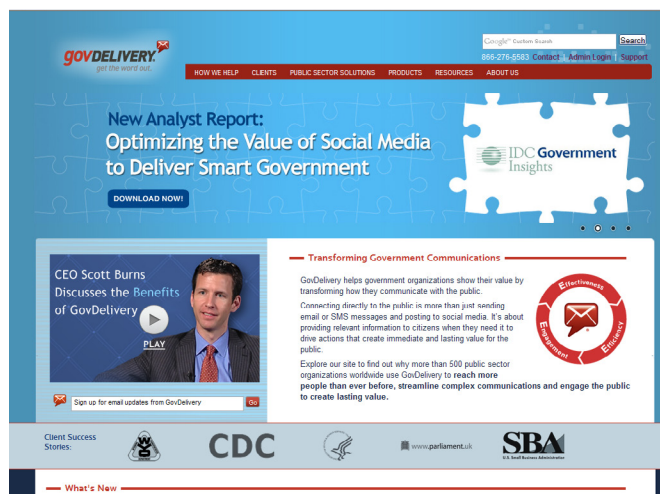 GOVDELIVERY
get the word out.
Google™ Custom Search
Search
866-276-5583 Contact Admin Login Support
HOW WE HELP CLIENTS PUBLIC SECTOR SOLUTIONS PRODUCTS RESOURCES ABOUT US
New Analyst Report:
Optimizing the Value of Social Media
to Deliver Smart Government
DOWNLOAD NOW!
IDC Government
Insights
CEO Scott Burns
Discusses the Benefits
of GovDelivery
PLAY
Sign up for email updates from GovDelivery
Go
Transforming Government Communications
GovDelivery helps government organizations show their value by
transforming how they communicate with the public.
Connecting directly to the public is more than just sending
email or SMS messages and posting to social media. It's about
providing relevant information to citizens when they need it to
drive actions that create immediate and lasting value for the
public.
Explore our site to find out why more than 500 public sector
organizations worldwide use GovDelivery to reach more
people than ever before, streamline complex communications and engage the public
to create lasting value.
Effectiveness
Efficiency
Engagement
Client Success
Stories:
CDC
www.parliament.uk
SBA
U.S. Small Business Administration
What's New